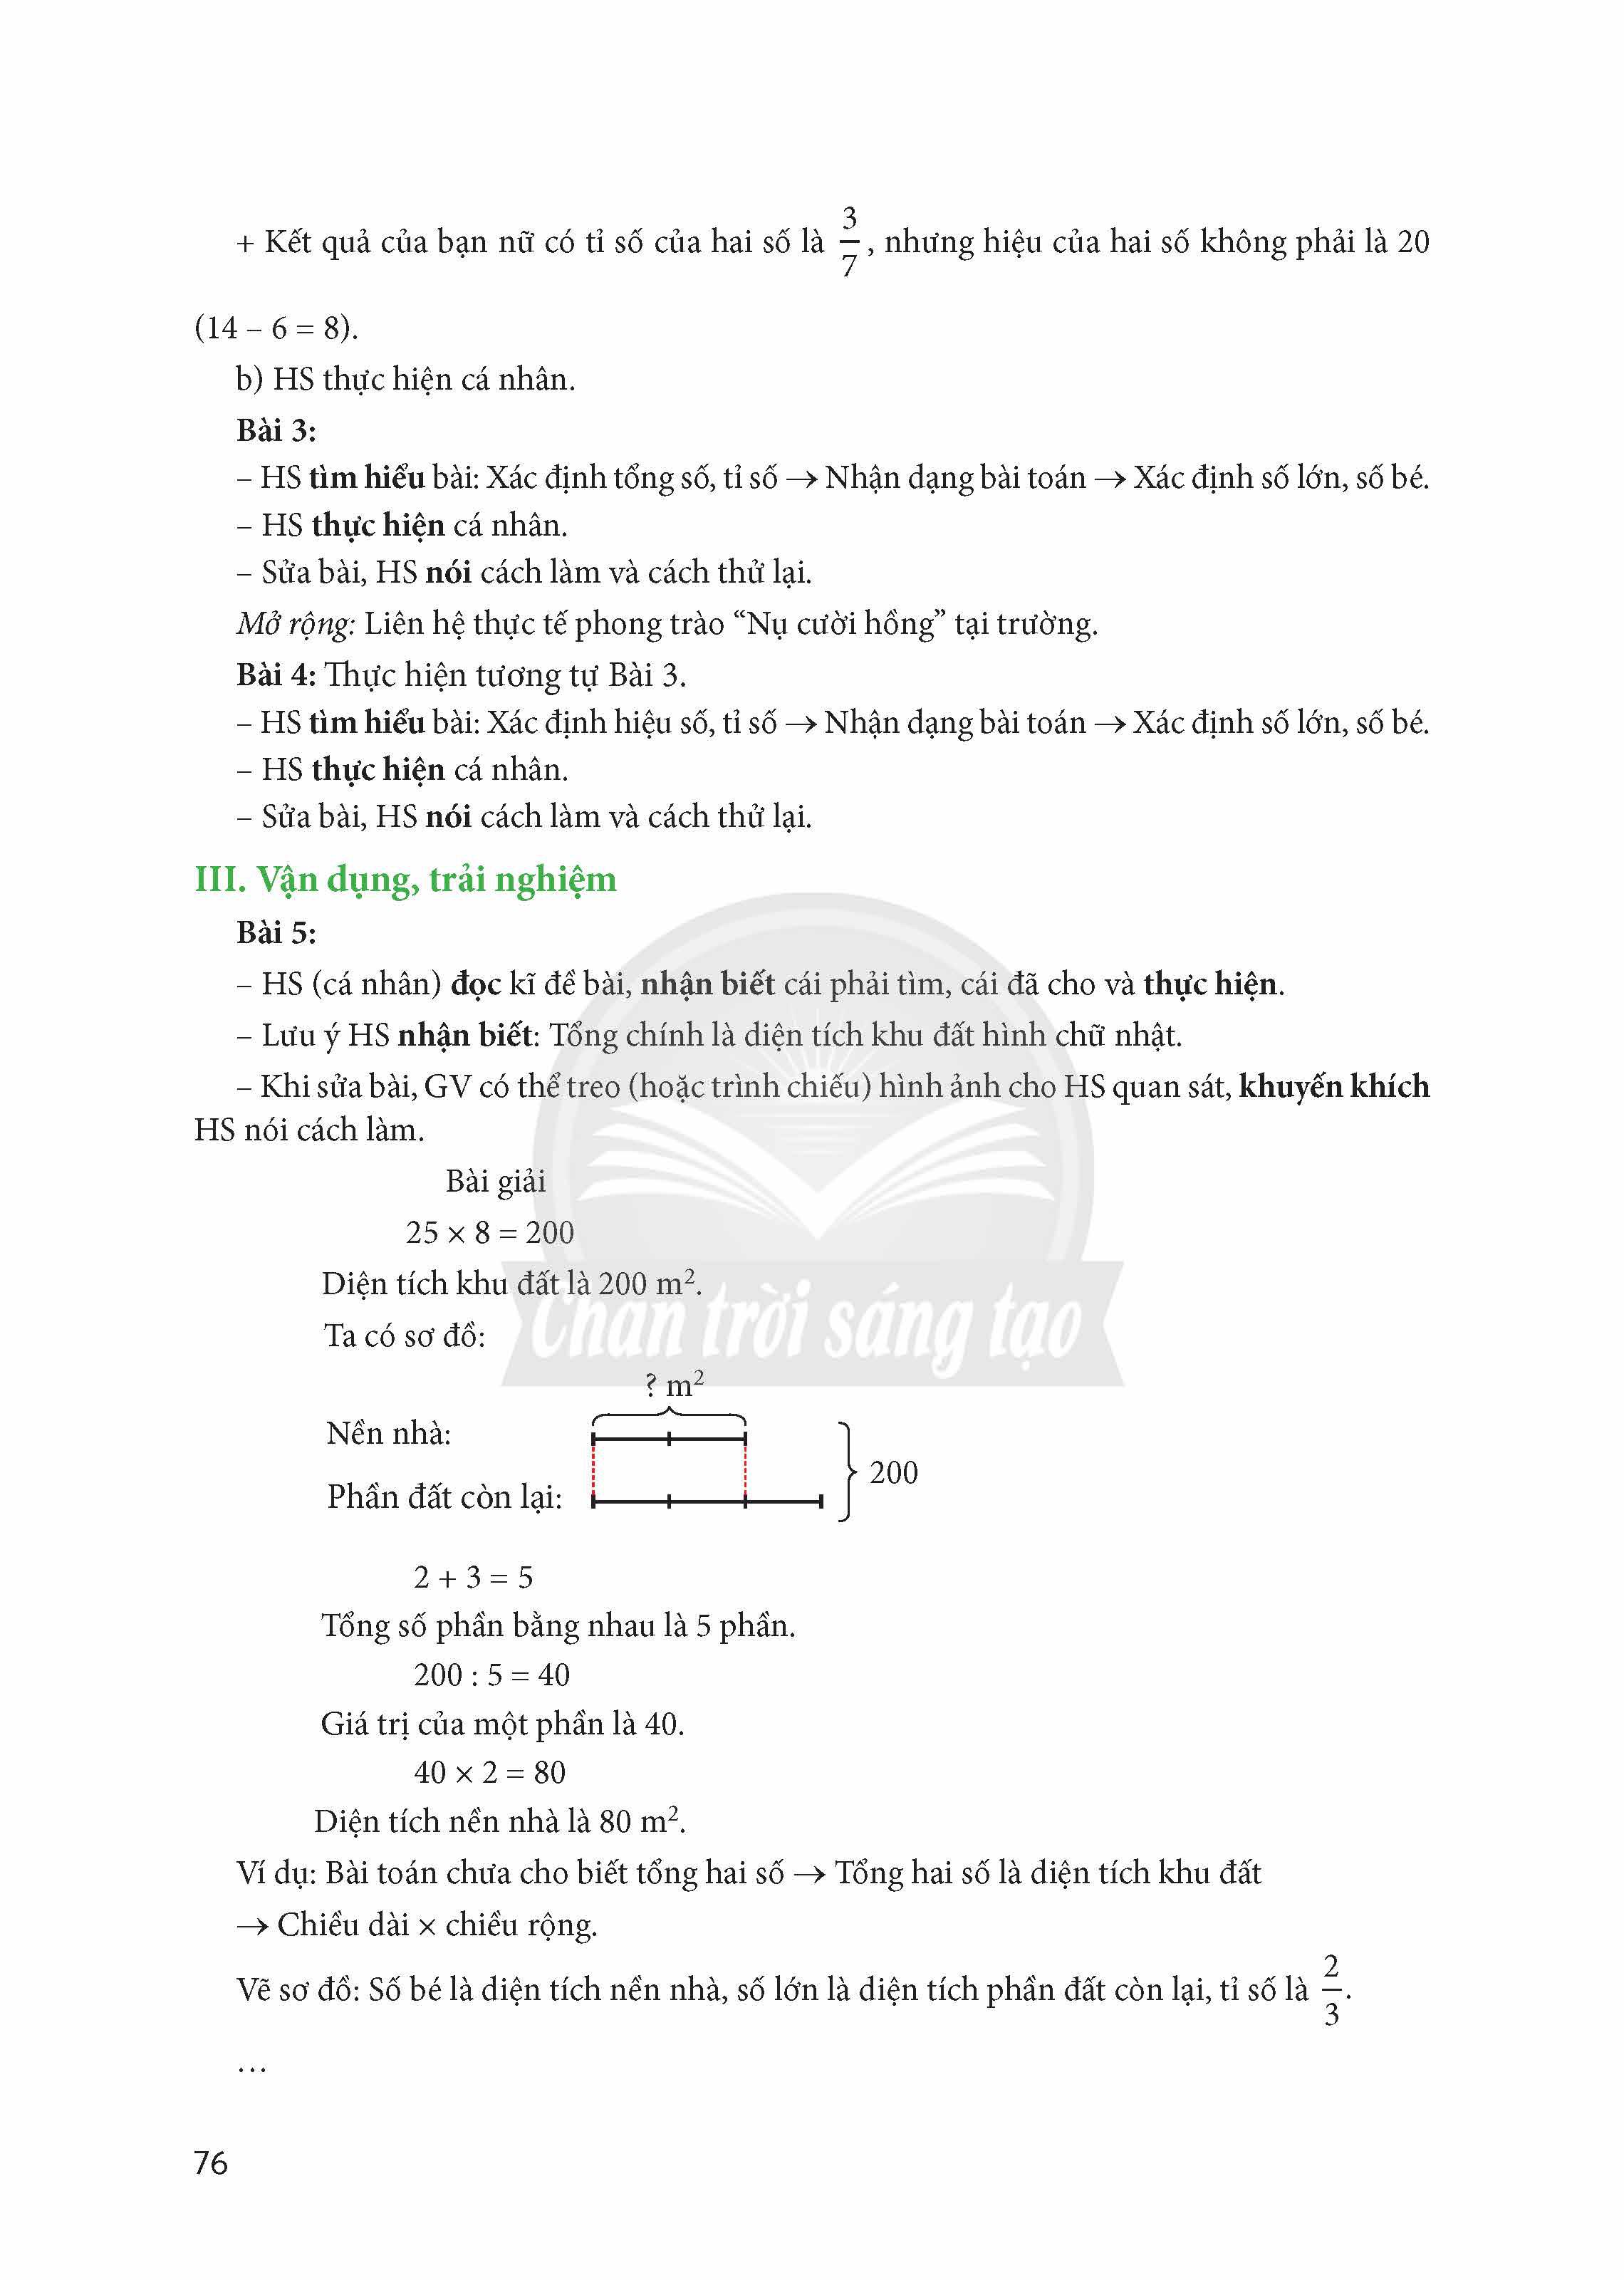 + Kết quả của bạn nữ có tỉ số của hai số là 3/7, nhưng hiệu của hai số không phải là 20
(14 – 6 = 8).
b) HS thực hiện cá nhân.
Bài 3:
– HS tìm hiểu bài: Xác định tổng số, tỉ số → Nhận dạng bài toán → Xác định số lớn, số bé.
– HS thực hiện cá nhân.
– Sửa bài, HS nói cách làm và cách thử lại.
Mở rộng: Liên hệ thực tế phong trào “Nụ cười hồng” tại trường.
Bài 4: Thực hiện tương tự Bài 3.
– HS tìm hiểu bài: Xác định hiệu số, tỉ số → Nhận dạng bài toán → Xác định số lớn, số bé.
– HS thực hiện cá nhân.
– Sửa bài, HS nói cách làm và cách thử lại.
III. Vận dụng, trải nghiệm
Bài 5:
– HS (cá nhân) đọc kĩ đề bài, nhận biết cái phải tìm, cái đã cho và thực hiện.
– Lưu ý HS nhận biết: Tổng chính là diện tích khu đất hình chữ nhật.
– Khi sửa bài, GV có thể treo (hoặc trình chiếu) hình ảnh cho HS quan sát, khuyến khích
HS nói cách làm.
Bài giải
25 × 8 = 200
Diện tích khu đất là 200 m².
Chân trời sáng tạo
Ta có sơ đồ:
? m²
Nền nhà:
200
Phần đất còn lại:
2 + 3 = 5
Tổng số phần bằng nhau là 5 phần.
200 : 5 = 40
Giá trị của một phần là 40.
40 × 2 = 80
Diện tích nền nhà là 80 m².
Ví dụ: Bài toán chưa cho biết tổng hai số → Tổng hai số là diện tích khu đất
→ Chiều dài × chiều rộng.
Vẽ sơ đồ: Số bé là diện tích nền nhà, số lớn là diện tích phần đất còn lại, tỉ số là 2/3.
…
76